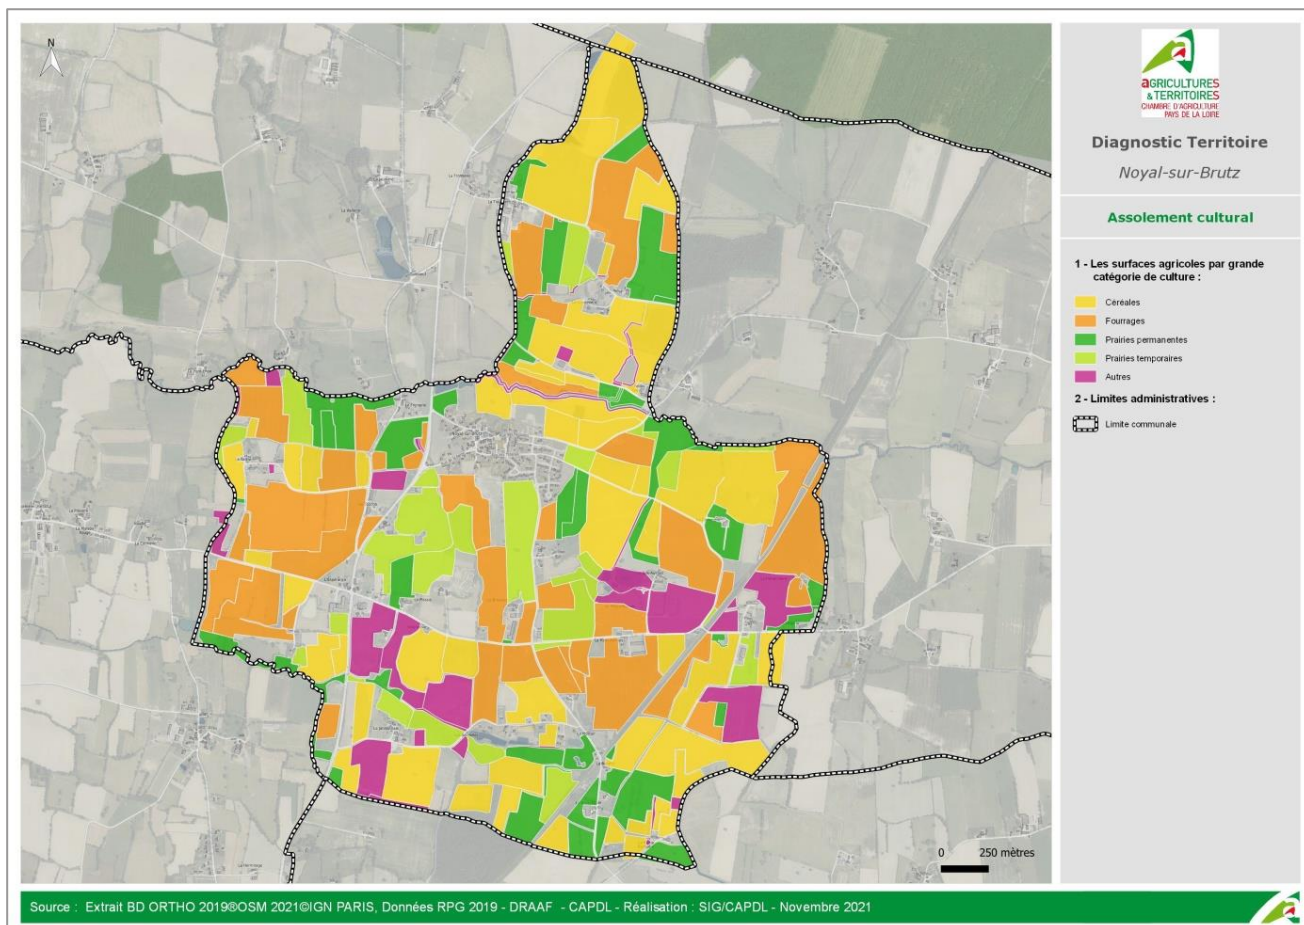 N
AGRICULTURES
& TERRITOIRES
CHAMBRE D'AGRICULTURE
PAYS DE LA LOIRE
Diagnostic Territoire
Noyal-sur-Brutz
Assolement cultural
1 - Les surfaces agricoles par grande
catégorie de culture :
Céréales
Fourrages
Prairies permanentes
Prairies temporaires
Autres
2 - Limites administratives :
Limite communale
0 250 mètres
Source : Extrait BD ORTHO 2019®OSM 2021©IGN PARIS, Données RPG 2019 - DRAAF - CAPDL - Réalisation : SIG/CAPDL - Novembre 2021